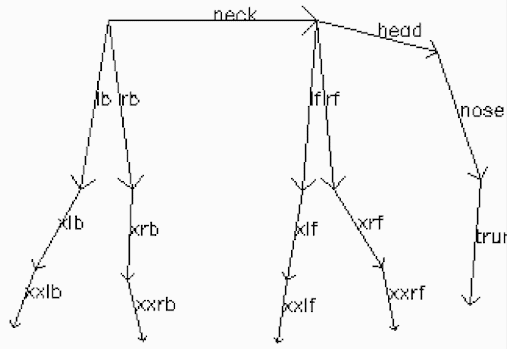 neck
head
lb rb
lf rf
nose
xlb
xrb
xlf
xrf
trun
xxlb
xxrb
xxlf
xxrf